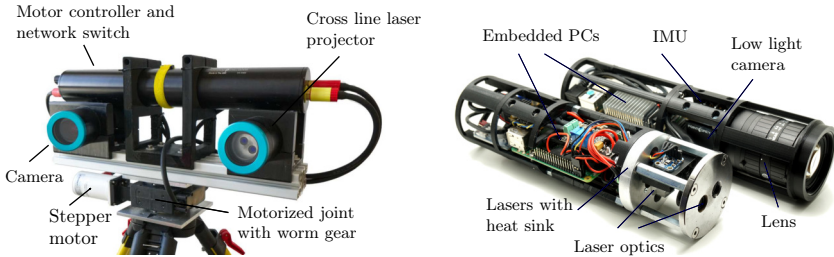 Motor controller and
network switch
Cross line laser
projector
Camera
Stepper
motor
Motorized joint
with worm gear
Embedded PCs
IMU
Low light
camera
Lasers with
heat sink
Laser optics
Lens